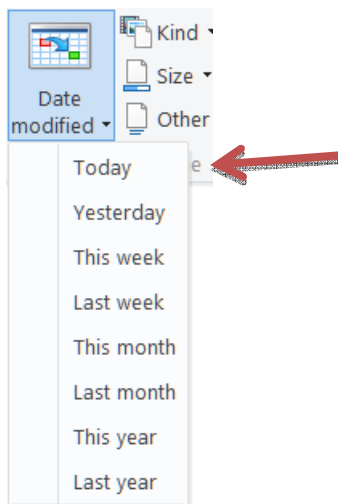 Date
modified
Kind
Size
Other
Today
Yesterday
This week
Last week
This month
Last month
This year
Last year